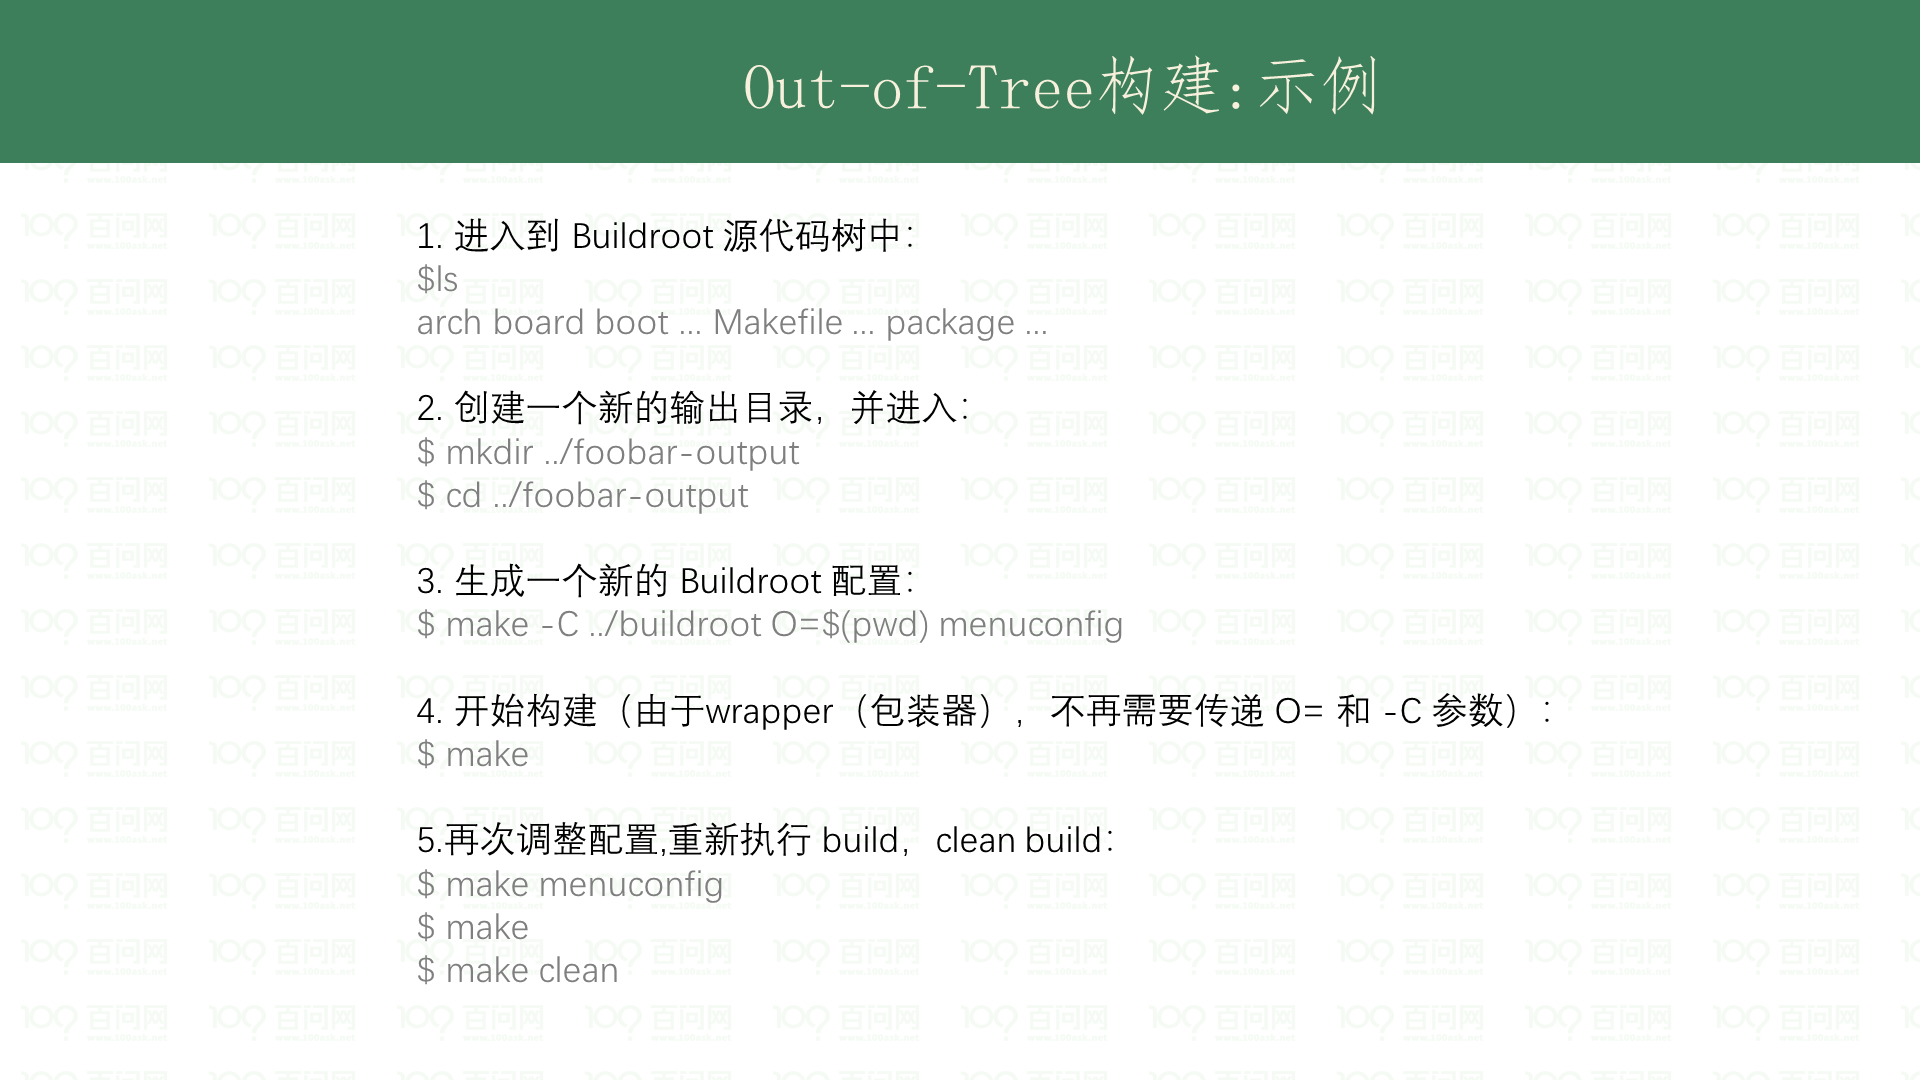 Out-of-Tree构建:示例
1. 进入到 Buildroot 源代码树中：
$ls
arch board boot ... Makefile ... package ...
2. 创建一个新的输出目录，并进入：
$ mkdir ../foobar-output
$ cd ../foobar-output
3. 生成一个新的 Buildroot 配置：
$ make -C ../buildroot O=$(pwd) menuconfig
4. 开始构建（由于wrapper（包装器），不再需要传递 O= 和 -C 参数）：
$ make
5.再次调整配置,重新执行 build，clean build：
$ make menuconfig
$ make
$ make clean